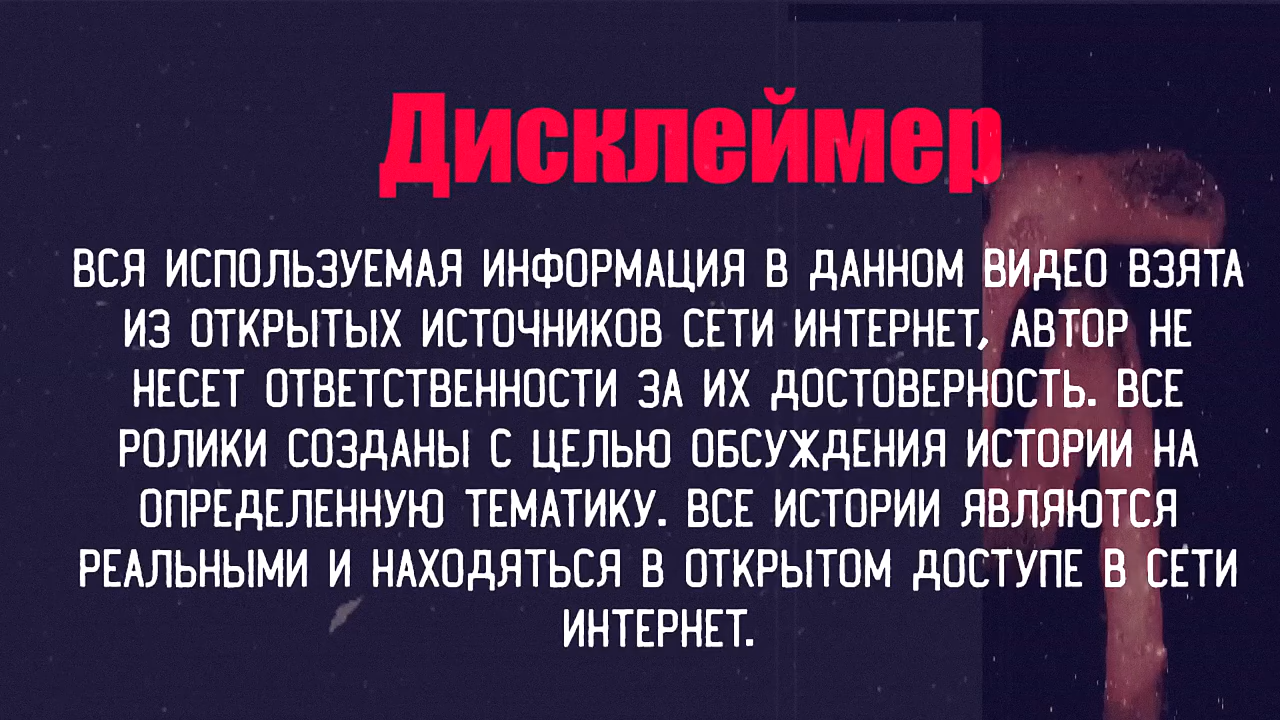 Дисклеймер
ВСЯ ИСПОЛЬЗУЕМАЯ ИНФОРМАЦИЯ В ДАННОМ ВИДЕО ВЗЯТА
ИЗ ОТКРЫТЫХ ИСТОЧНИКОВ СЕТИ ИНТЕРНЕТ, АВТОР НЕ
НЕСЕТ ОТВЕТСТВЕННОСТИ ЗА ИХ ДОСТОВЕРНОСТЬ. ВСЕ
РОЛИКИ СОЗДАНЫ С ЦЕЛЬЮ ОБСУЖДЕНИЯ ИСТОРИИ НА
ОПРЕДЕЛЕННУЮ ТЕМАТИКУ. ВСЕ ИСТОРИИ ЯВЛЯЮТСЯ
РЕАЛЬНЫМИ И НАХОДЯТЬСЯ В ОТКРЫТОМ ДОСТУПЕ В СЕТИ
ИНТЕРНЕТ.